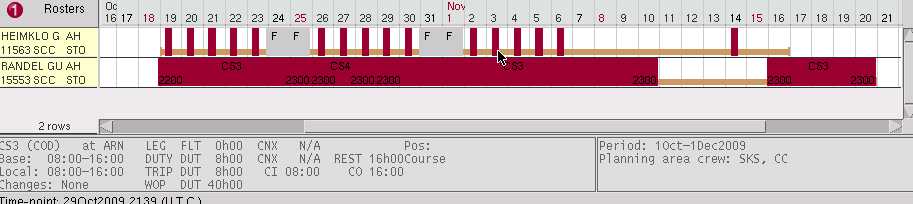 1 Rosters Oc Nov
16 17 18 19 20 21 22 23 24 25 26 27 28 29 30 31 1 2 3 4 5 6 7 8 9 10 11 12 13 14 15 16 17 18 19 20 21
HEIMKLO G AH F F F F
11563 SCC STO
RANDEL GU AH CS3 CS4 CS3 CS3
15553 SCC STO 2200 2300 2300 2300 2300 2300 2300 2300
2 rows
CS3 (COD) at ARN LEG FLT 0h00 CNX N/A Pos:
Base: 08:00-16:00 DUTY DUT 8h00 CNX N/A REST 16h00Course
Local: 08:00-16:00 TRIP DUT 8h00 CI 08:00 CO 16:00
Changes: None WOP DUT 40h00
Period: 1Oct-1Dec2009
Planning area crew: SKS, CC
Time-point: 29Oct2009 2139 (U.T.C.)